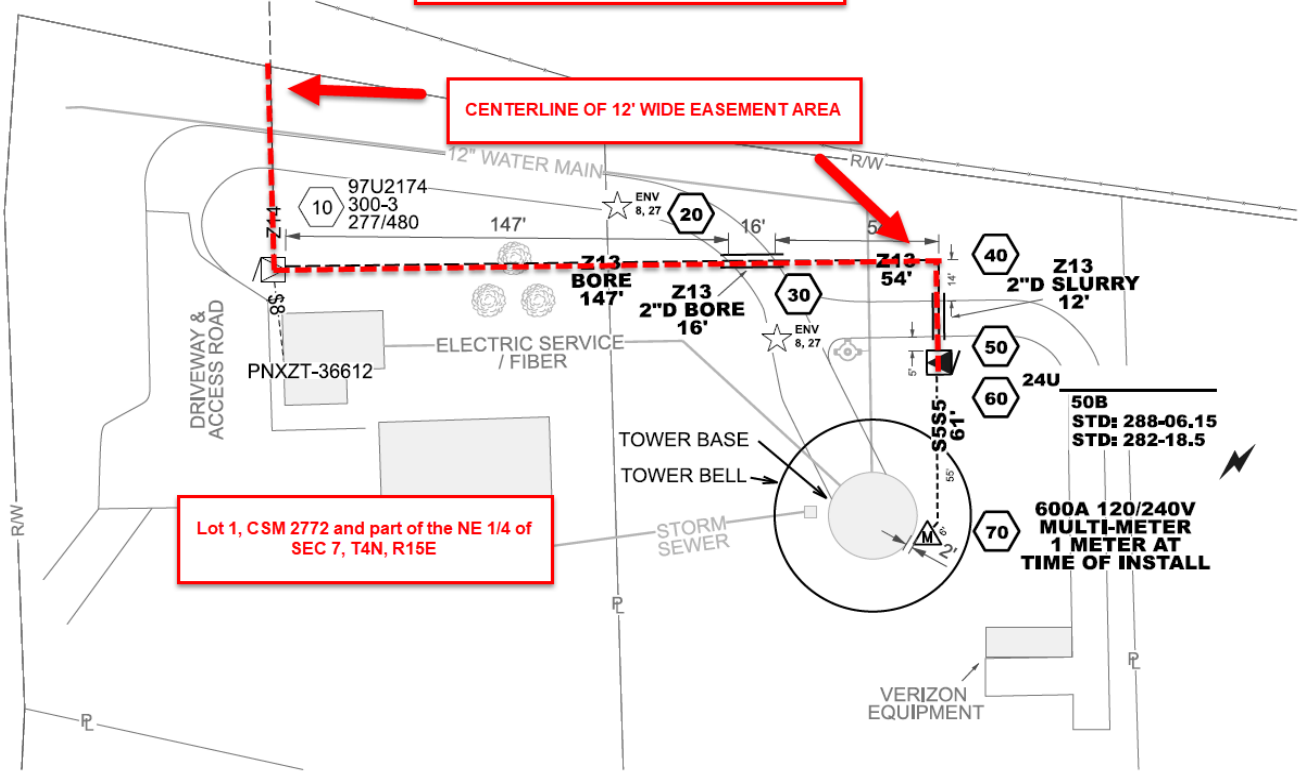 CENTERLINE OF 12' WIDE EASEMENT AREA
R/W
12" WATER MAIN
10
97U2174
300-3
277/480
Z14
ENV
8, 27
20
147'
16'
Z13
BORE
147'
Z13
2"D BORE
16'
Z13
54'
30
ENV
8, 27
40
14'
Z13
2"D SLURRY
12'
50
5'
60
24U
50B
STD: 288-06.15
STD: 282-18.5
S8
PNXZT-36612
DRIVEWAY &
ACCESS ROAD
ELECTRIC SERVICE
/ FIBER
S5S5
61'
55'
TOWER BASE
TOWER BELL
R/W
Lot 1, CSM 2772 and part of the NE 1/4 of
SEC 7, T4N, R15E
STORM
SEWER
M
6'
2'
70
600A 120/240V
MULTI-METER
1 METER AT
TIME OF INSTALL
PL
PL
PL
VERIZON
EQUIPMENT